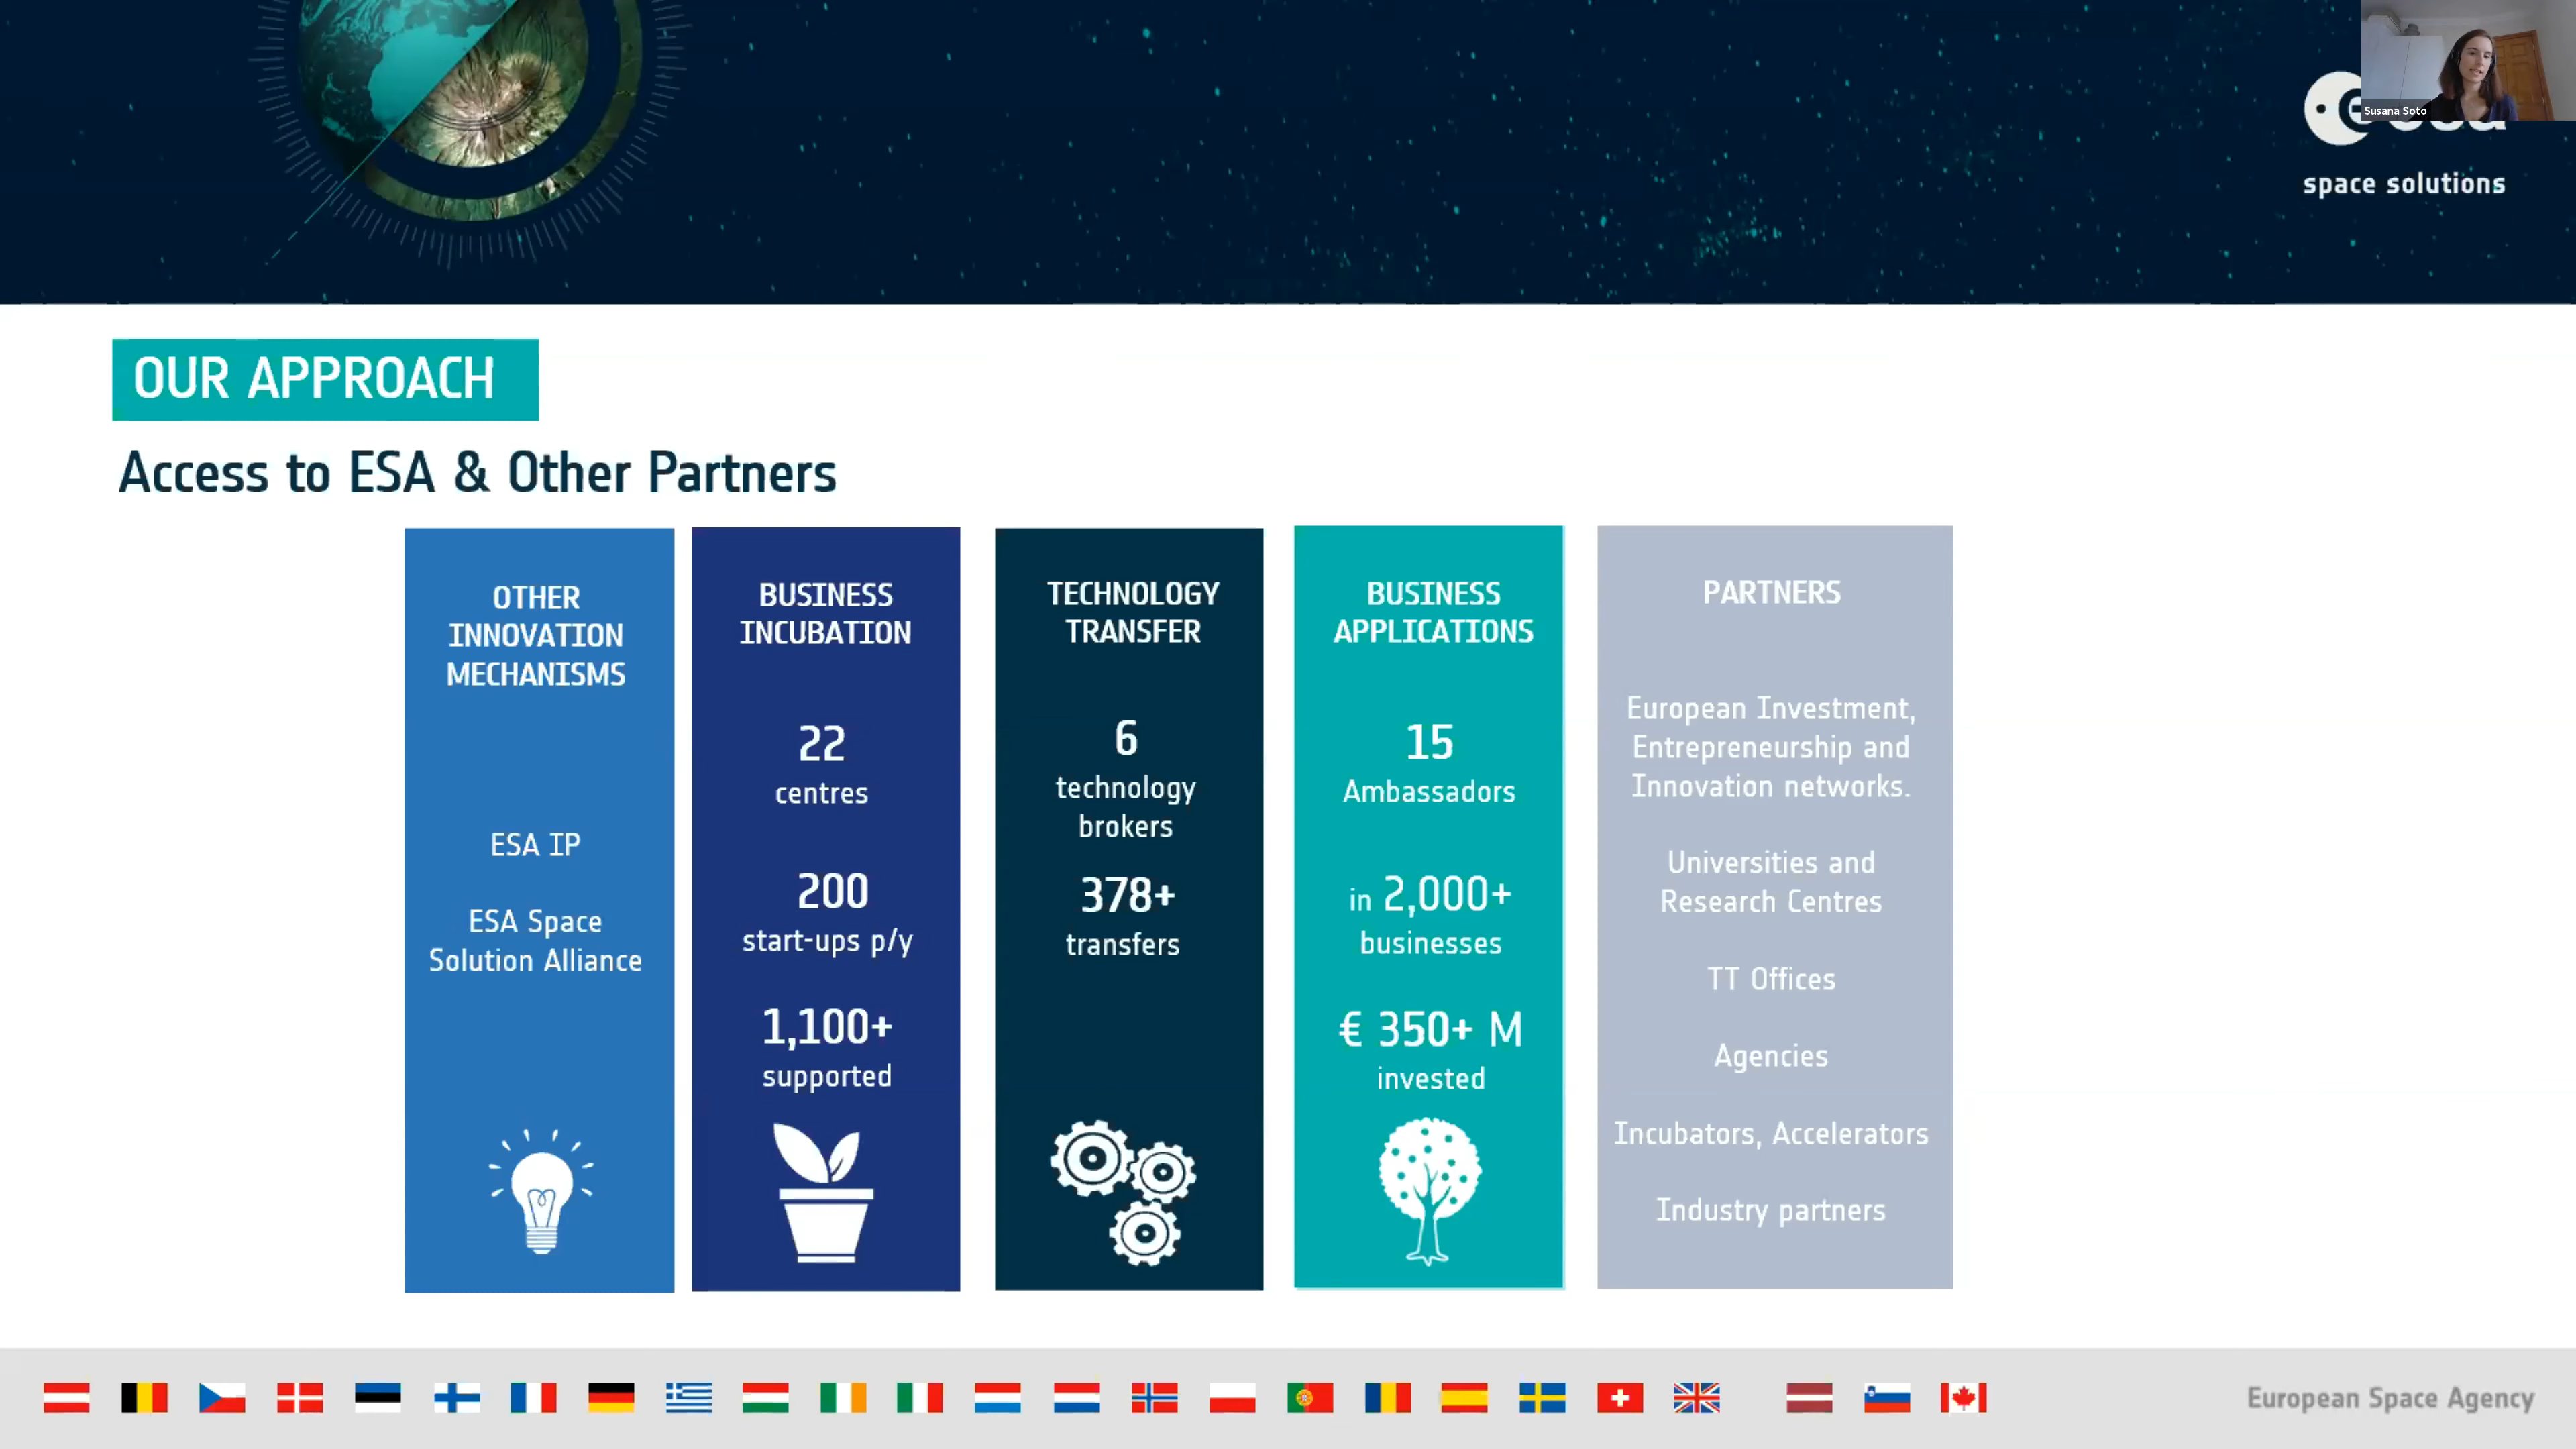 Susana Soto
space solutions
OUR APPROACH
Access to ESA & Other Partners
OTHER
INNOVATION
MECHANISMS
ESA IP
ESA Space
Solution Alliance
BUSINESS
INCUBATION
22
centres
200
start-ups p/y
1,100+
supported
TECHNOLOGY
TRANSFER
6
technology
brokers
378+
transfers
BUSINESS
APPLICATIONS
15
Ambassadors
in 2,000+
businesses
€ 350+ M
invested
PARTNERS
European Investment,
Entrepreneurship and
Innovation networks.
Universities and
Research Centres
TT Offices
Agencies
Incubators, Accelerators
Industry partners
European Space Agency